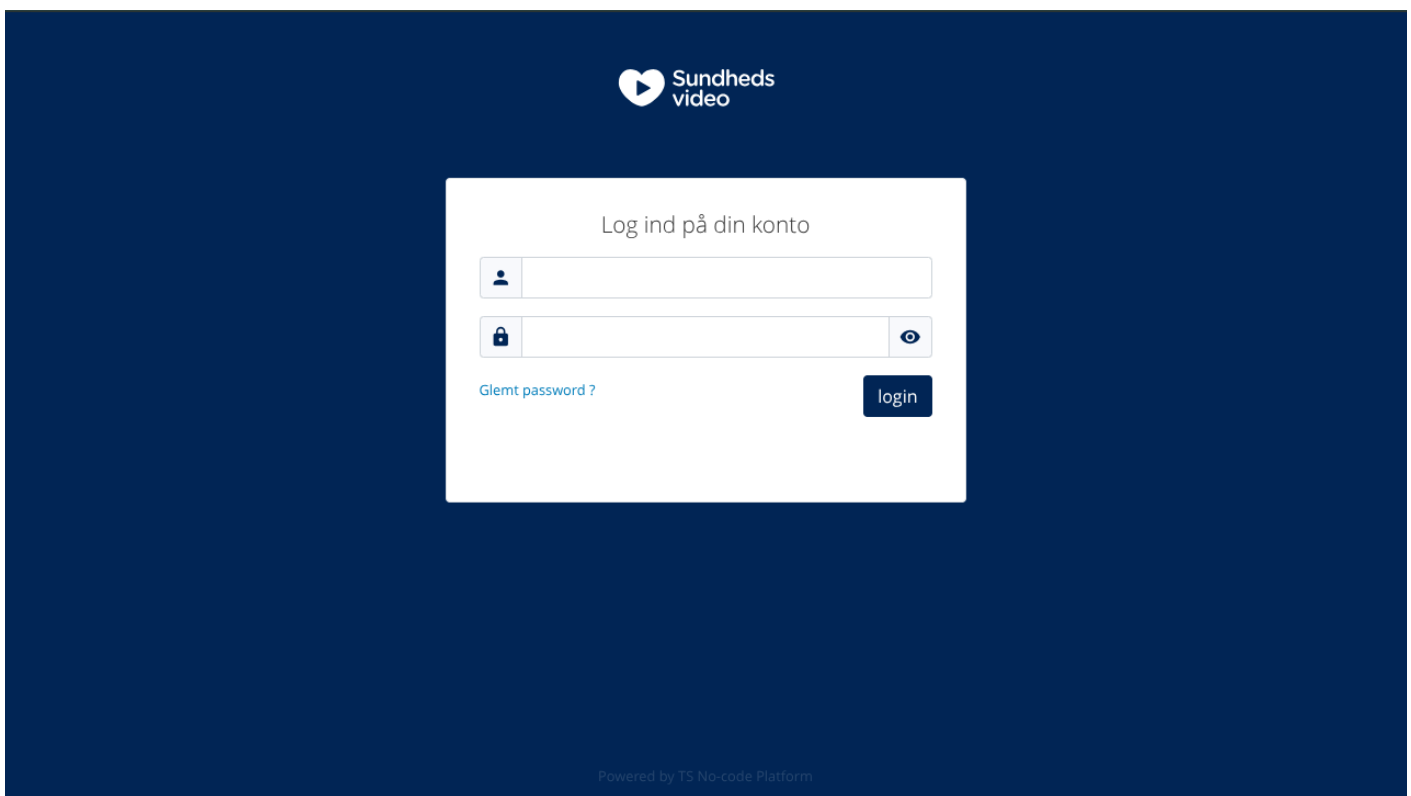 Sundheds
video
Log ind på din konto
Glemt password ?
login
Powered by TS No-code Platform